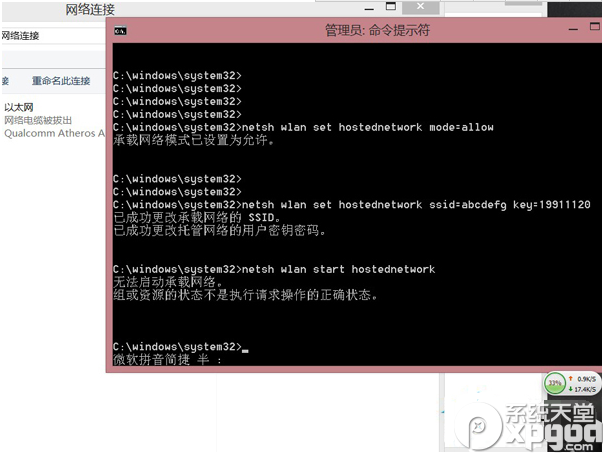 网络连接
网络连接
接
重命名此连接
以太网
网络电缆被拔出
Qualcomm Atheros A
管理员: 命令提示符
C:\windows\system32>
C:\windows\system32>
C:\windows\system32>
C:\windows\system32>
C:\windows\system32>netsh wlan set hostednetwork mode=allow
承载网络模式已设置为允许。
C:\windows\system32>
C:\windows\system32>
C:\windows\system32>netsh wlan set hostednetwork ssid=abcdefg key=19911120
已成功更改承载网络的 SSID。
已成功更改托管网络的用户密钥密码。
C:\windows\system32>netsh wlan start hostednetwork
无法启动承载网络。
组或资源的状态不是执行请求操作的正确状态。
C:\windows\system32>
微软拼音简捷 半 :
33%
0.9K/S
17.4K/S
系统天堂
xpgod
.com